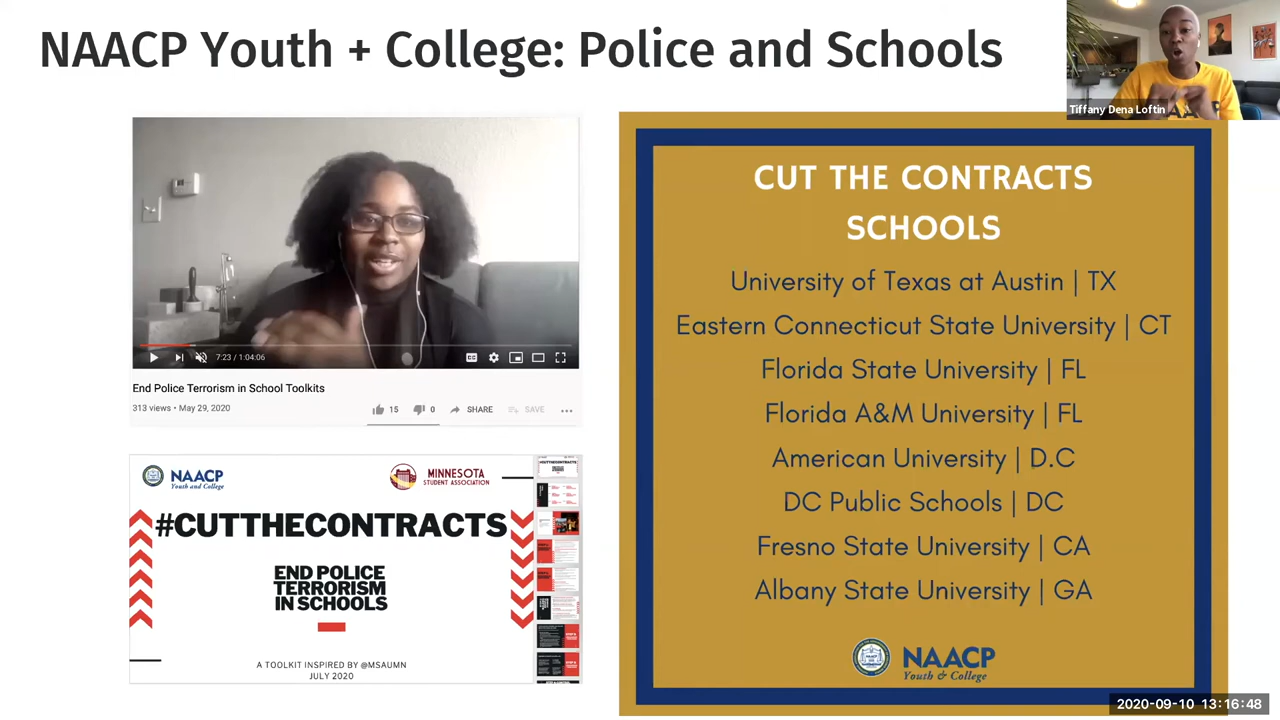 NAACP Youth + College: Police and Schools
Tiffany Dena Loftin
7:23 / 1:04:06
CC
End Police Terrorism in School Toolkits
313 views • May 29, 2020
15
0
SHARE
SAVE
NAACP
Youth and College
MINNESOTA
STUDENT ASSOCIATION
#CUTTHECONTRACTS
END POLICE
TERRORISM
IN SCHOOLS
A TOOLKIT INSPIRED BY @MSAUMN
JULY 2020
CUT THE CONTRACTS
SCHOOLS
University of Texas at Austin | TX
Eastern Connecticut State University | CT
Florida State University | FL
Florida A&M University | FL
American University | D.C
DC Public Schools | DC
Fresno State University | CA
Albany State University | GA
NAACP
Youth & College
2020-09-10 13:16:48